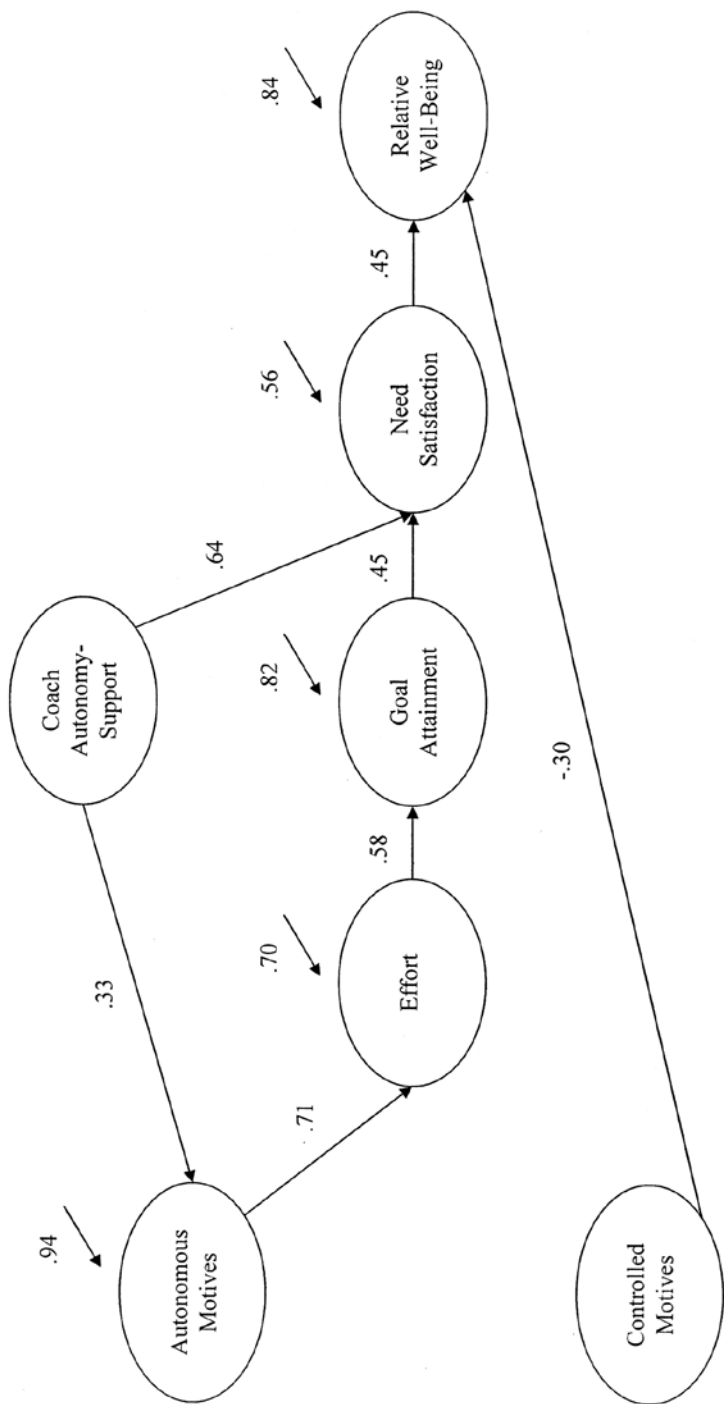 Coach
Autonomy-
Support
.33
.64
.94
Autonomous
Motives
.71
.70
Effort
.58
.82
Goal
Attainment
.45
.56
Need
Satisfaction
.45
.84
Relative
Well-Being
-.30
Controlled
Motives